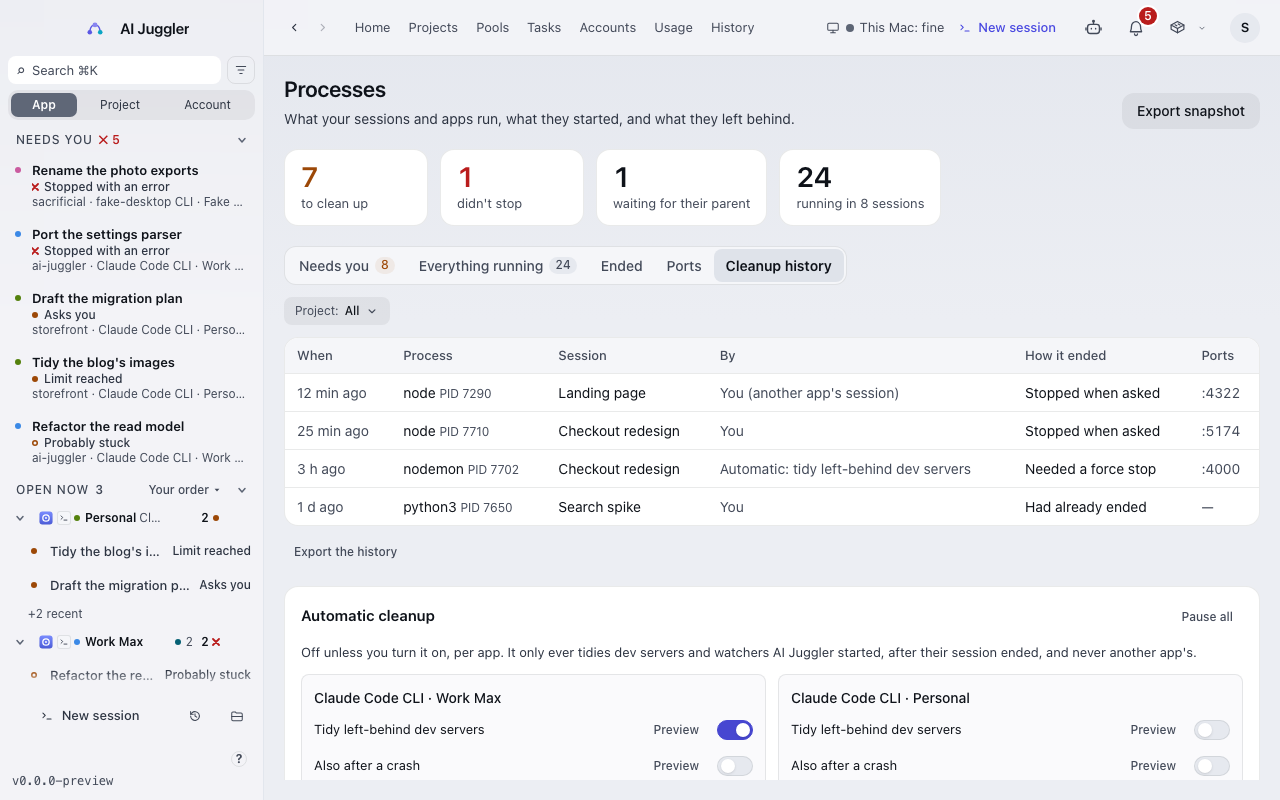 AI Juggler
Search ⌘K
App Project Account
NEEDS YOU 5
Rename the photo exports
Stopped with an error
sacrificial · fake-desktop CLI · Fake ...
Port the settings parser
Stopped with an error
ai-juggler · Claude Code CLI · Work ...
Draft the migration plan
Asks you
storefront · Claude Code CLI · Perso...
Tidy the blog's images
Limit reached
storefront · Claude Code CLI · Perso...
Refactor the read model
Probably stuck
ai-juggler · Claude Code CLI · Work ...
OPEN NOW 3 Your order
Personal Cl... 2
Tidy the blog's i... Limit reached
Draft the migration p... Asks you
+2 recent
Work Max 2 2
Refactor the re... Probably stuck
New session
?
v0.0.0-preview
Home Projects Pools Tasks Accounts Usage History This Mac: fine New session 5 S
Processes
What your sessions and apps run, what they started, and what they left behind.
Export snapshot
7
to clean up
1
didn't stop
1
waiting for their parent
24
running in 8 sessions
Needs you 8 Everything running 24 Ended Ports Cleanup history
Project: All
When Process Session By How it ended Ports
12 min ago node PID 7290 Landing page You (another app's session) Stopped when asked :4322
25 min ago node PID 7710 Checkout redesign You Stopped when asked :5174
3 h ago nodemon PID 7702 Checkout redesign Automatic: tidy left-behind dev servers Needed a force stop :4000
1 d ago python3 PID 7650 Search spike You Had already ended —
Export the history
Automatic cleanup Pause all
Off unless you turn it on, per app. It only ever tidies dev servers and watchers AI Juggler started, after their session ended, and never another app's.
Claude Code CLI · Work Max
Tidy left-behind dev servers Preview
Also after a crash Preview
Claude Code CLI · Personal
Tidy left-behind dev servers Preview
Also after a crash Preview